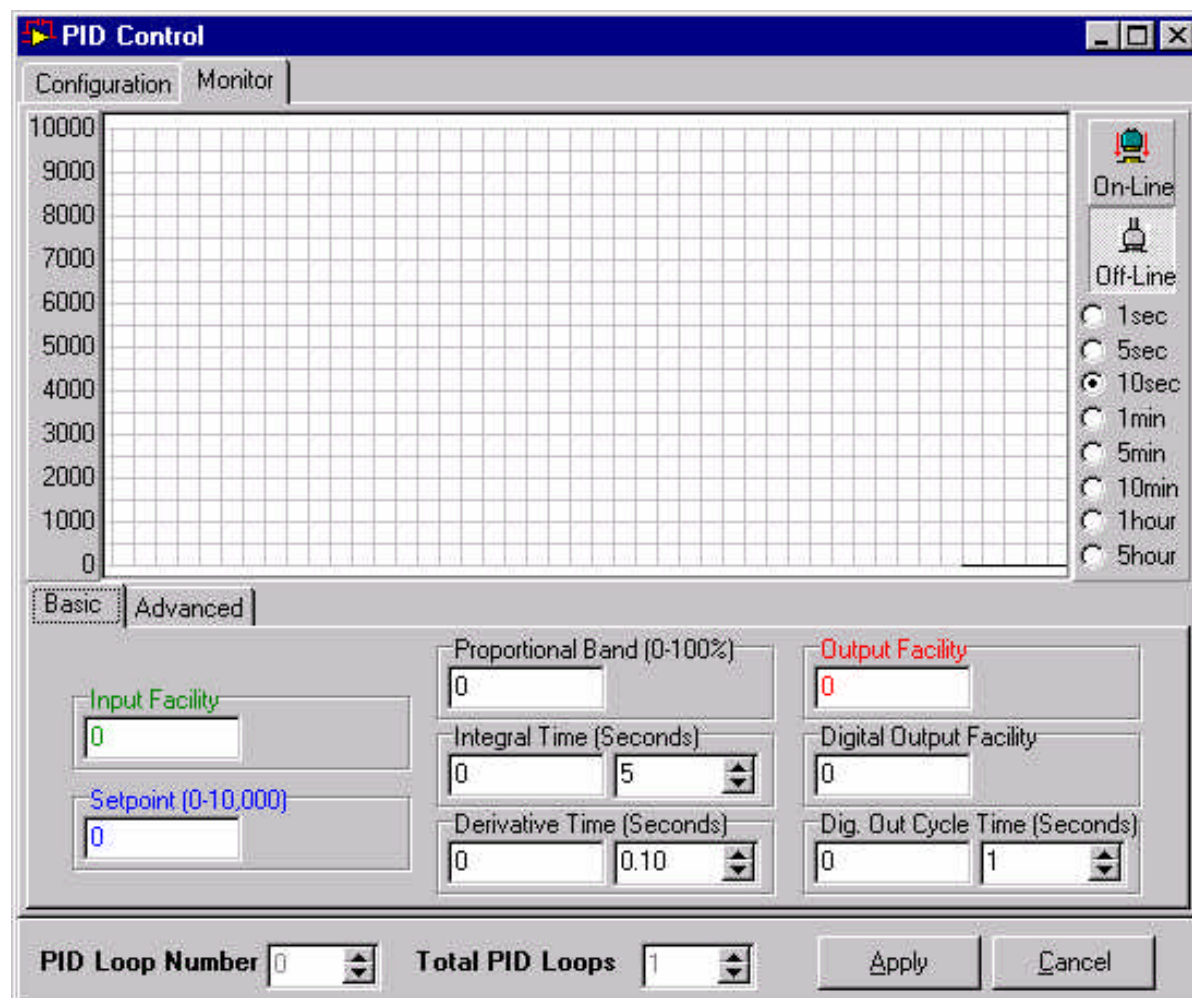 PID Control
Configuration Monitor
10000
9000
8000
7000
6000
5000
4000
3000
2000
1000
0
On-Line
Off-Line
1sec
5sec
10sec
1min
5min
10min
1hour
5hour
Basic Advanced
Input Facility
0
Setpoint (0-10,000)
0
Proportional Band (0-100%)
0
Integral Time (Seconds)
0 5
Derivative Time (Seconds)
0 0.10
Output Facility
0
Digital Output Facility
0
Dig. Out Cycle Time (Seconds)
0 1
PID Loop Number 0 Total PID Loops 1 Apply Cancel